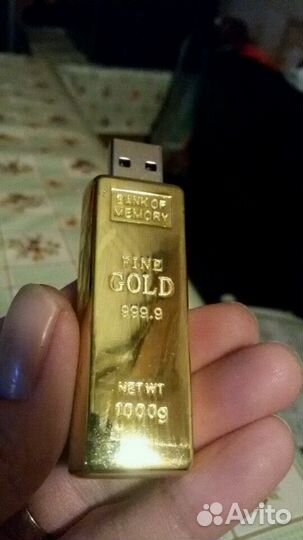 BANK OF
MEMORY
FINE
GOLD
999.9
NET WT
1000g
Avito